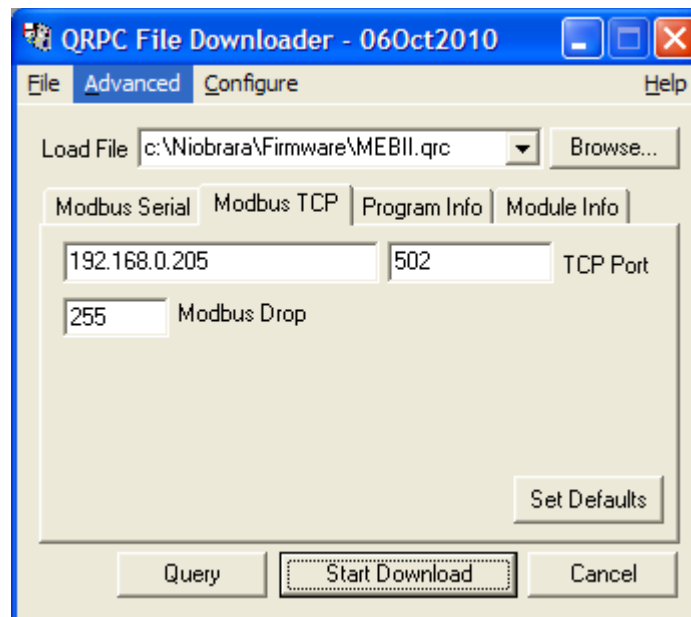 QRPC File Downloader - 06Oct2010
File Advanced Configure Help
Load File c:\Niobrara\Firmware\MEBII.qrc Browse...
Modbus Serial Modbus TCP Program Info Module Info
192.168.0.205 502 TCP Port
255 Modbus Drop
Set Defaults
Query Start Download Cancel